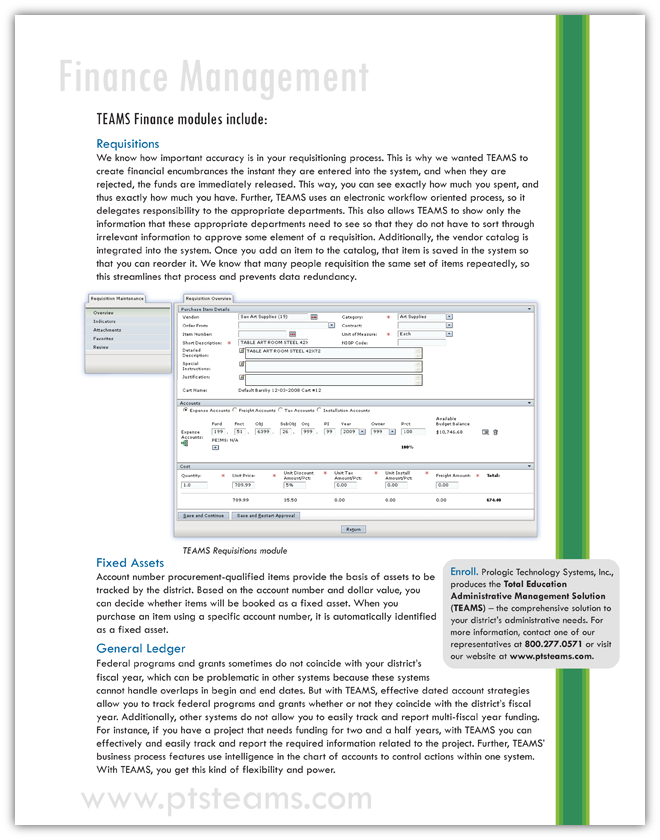 Finance Management
TEAMS Finance modules include:
Requisitions
We know how important accuracy is in your requisitioning process. This is why we wanted TEAMS to
create financial encumbrances the instant they are entered into the system, and when they are
rejected, the funds are immediately released. This way, you can see exactly how much you spent, and
thus exactly how much you have. Further, TEAMS uses an electronic workflow oriented process, so it
delegates responsibility to the appropriate departments. This also allows TEAMS to show only the
information that these appropriate departments need to see so that they do not have to sort through
irrelevant information to approve some element of a requisition. Additionally, the vendor catalog is
integrated into the system. Once you add an item to the catalog, that item is saved in the system so
that you can reorder it. We know that many people requisition the same set of items repeatedly, so
this streamlines that process and prevents data redundancy.
Requisition Maintenance
Overview
Indicators
Attachments
Favorites
Review
Requisition Overview
Purchase Item Details
Vendor: Sax Art Supplies (15) Category: * Art Supplies
Order From: Contract:
Item Number: Unit of Measure: * Each
Short Description: * TABLE ART ROOM STEEL 42X NIGP Code:
Detailed Description: TABLE ART ROOM STEEL 42X72
Special Instructions:
Justification:
Cart Name: Default Barsky 12-03-2008 Cart #12
Accounts
Expense Accounts Freight Accounts Tax Accounts Installation Accounts
Fund Fnct Obj SubObj Org PI Year Owner Prct Available Budget Balance
Expense Accounts: 199 . 51 . 6399 . 26 . 999 . 99 2009 999 100 $10,746.68
PEIMS: N/A
100%
Cost
Quantity: * Unit Price: * Unit Discount Amount/Pct: * Unit Tax Amount/Pct: * Unit Install Amount/Pct: * Freight Amount: * Total:
1.0 709.99 5% 0.00 0.00 0.00
709.99 35.50 0.00 0.00 0.00 674.49
Save and Continue Save and Restart Approval
Return
TEAMS Requisitions module
Fixed Assets
Account number procurement-qualified items provide the basis of assets to be
tracked by the district. Based on the account number and dollar value, you
can decide whether items will be booked as a fixed asset. When you
purchase an item using a specific account number, it is automatically identified
as a fixed asset.
Enroll. Prologic Technology Systems, Inc.,
produces the Total Education
Administrative Management Solution
(TEAMS) – the comprehensive solution to
your district's administrative needs. For
more information, contact one of our
representatives at 800.277.0571 or visit
our website at www.ptsteams.com.
General Ledger
Federal programs and grants sometimes do not coincide with your district's
fiscal year, which can be problematic in other systems because these systems
cannot handle overlaps in begin and end dates. But with TEAMS, effective dated account strategies
allow you to track federal programs and grants whether or not they coincide with the district's fiscal
year. Additionally, other systems do not allow you to easily track and report multi-fiscal year funding.
For instance, if you have a project that needs funding for two and a half years, with TEAMS you can
effectively and easily track and report the required information related to the project. Further, TEAMS'
business process features use intelligence in the chart of accounts to control actions within one system.
With TEAMS, you get this kind of flexibility and power.
www.ptsteams.com